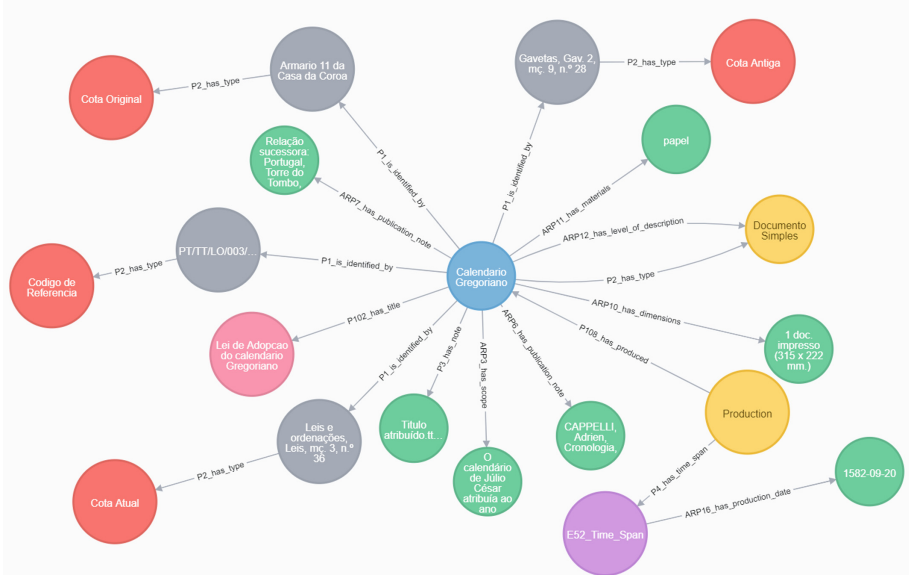 Cota Original
P2_has_type
Armario 11 da
Casa da Coroa
Gavetas, Gav. 2,
mç. 9, n.º 28
P2_has_type
Cota Antiga
Relação
sucessora:
Portugal,
Torre do
Tombo,
P1_is_identified_by
P1_is_identified_by
papel
ARP7_has_publication_note
ARP11_has_materials
ARP12_has_level_of_description
Documento
Simples
PT/TT/LO/003/...
P2_has_type
Codigo de
Referencia
P1_is_identified_by
Calendario
Gregoriano
P2_has_type
P102_has_title
ARP10_has_dimensions
Lei de Adopcao
do calendario
Gregoriano
P1_is_identified_by
P3_has_note
ARP3_has_scope
ARP6_has_publication_note
P108_has_produced
1 doc.
impresso
(315 x 222
mm.)
Production
Leis e
ordenações,
Leis, mç. 3, n.º
36
Titulo
atribuído.tt...
CAPPELLI,
Adrien,
Cronologia,
P2_has_type
Cota Atual
O
calendário
de Júlio
César
atribuía ao
ano
P4_has_time_span
1582-09-20
ARP16_has_production_date
E52_Time_Span